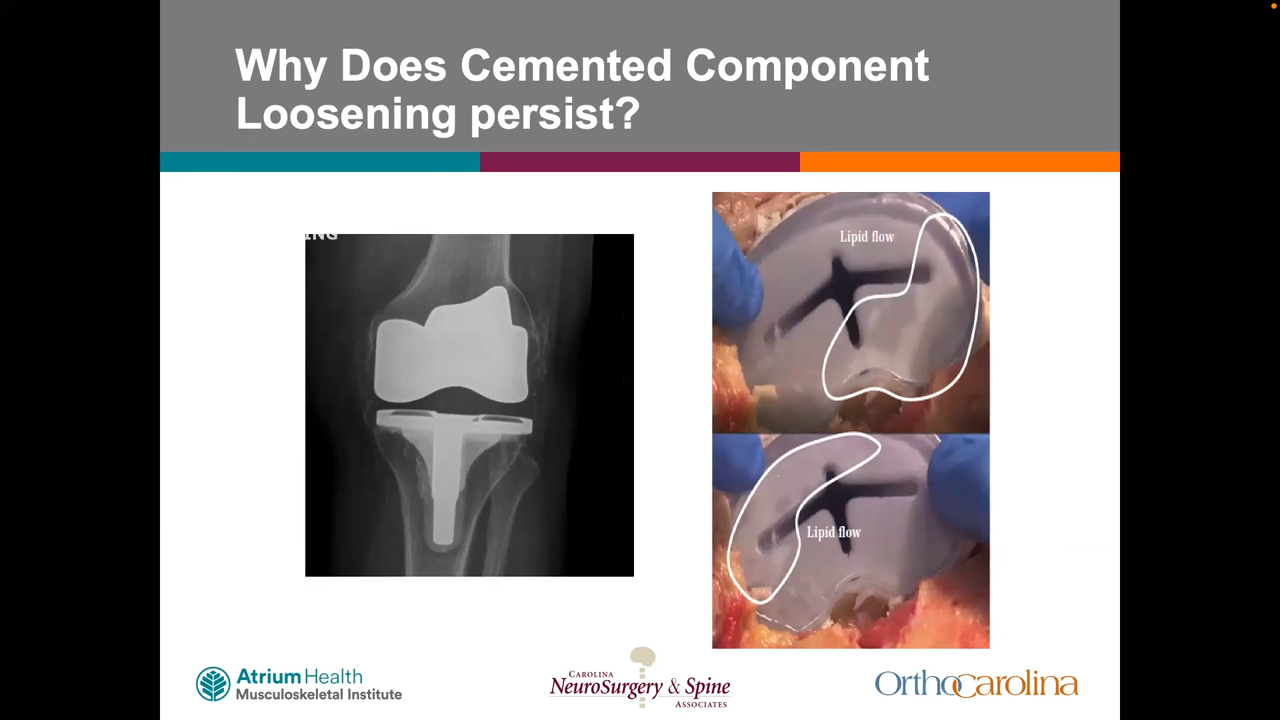 Why Does Cemented Component
Loosening persist?
ING
Lipid flow
Lipid flow
Atrium Health
Musculoskeletal Institute
CAROLINA
NEUROSURGERY & SPINE
ASSOCIATES
OrthoCarolina